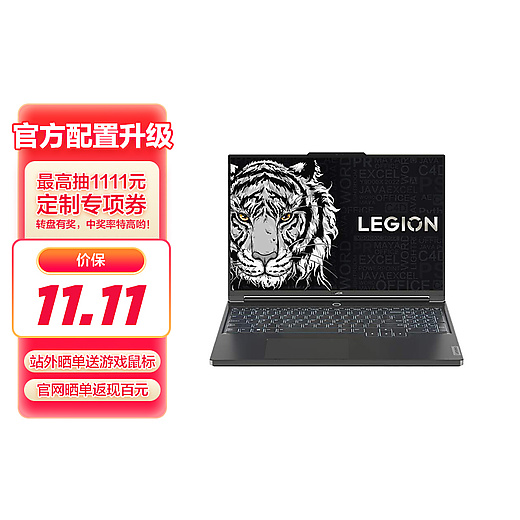 官方配置升级
最高抽1111元
定制专项券
转盘有奖，中奖率特高哟！
价保
11.11
站外晒单送游戏鼠标
官网晒单返现百元
LEGION